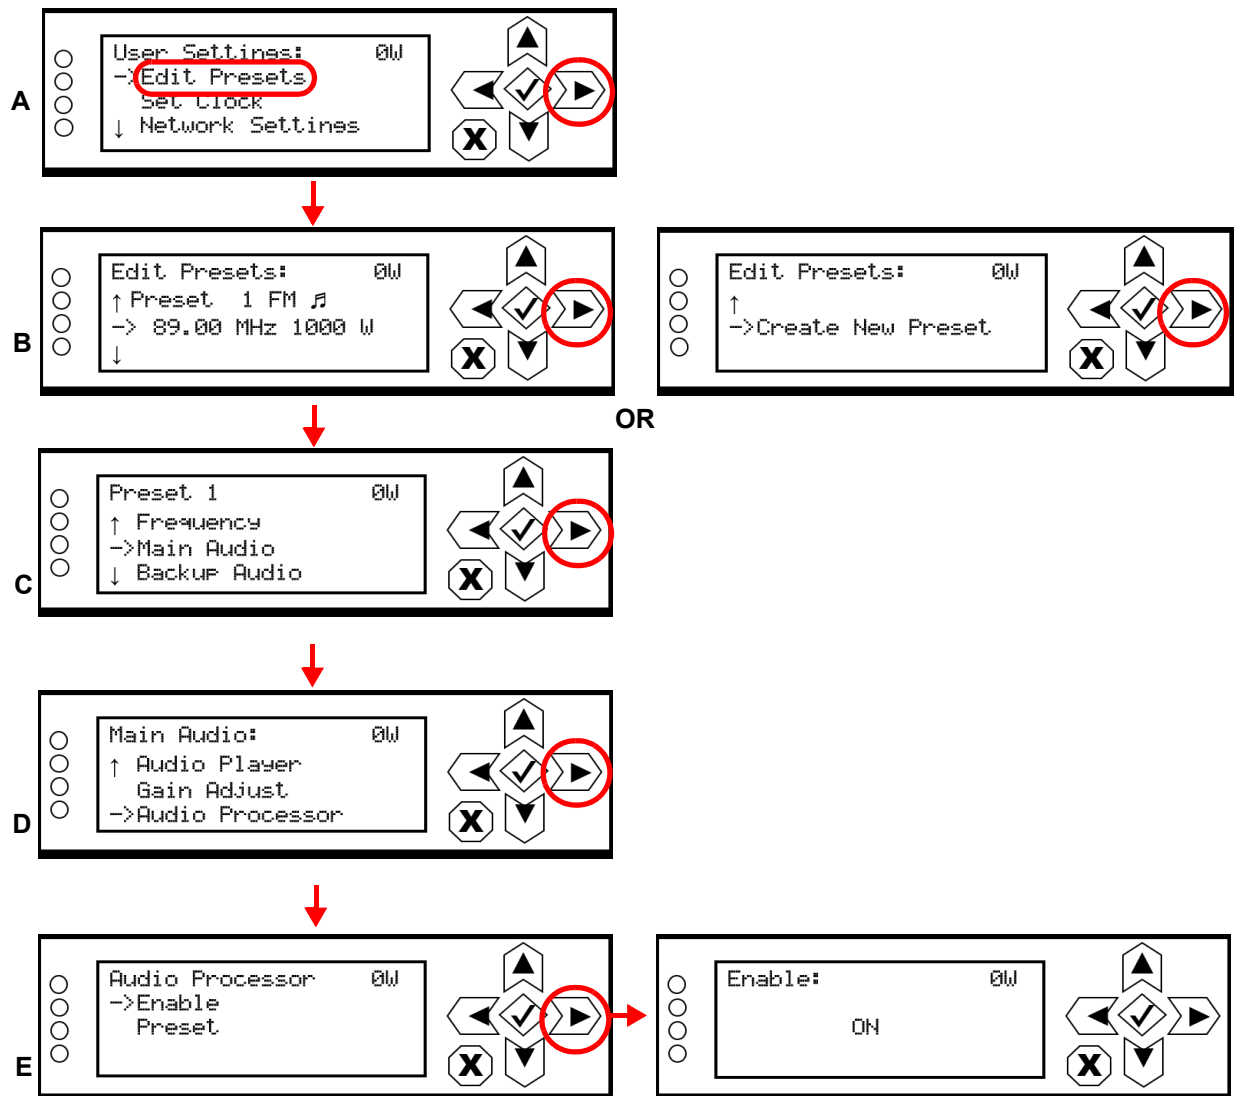 A
User Settings: 0W
->Edit Presets
Set Clock
↓ Network Settings
X
B
Edit Presets: 0W
↑ Preset 1 FM ♬
-> 89.00 MHz 1000 W
↓
X
OR
Edit Presets: 0W
↑
->Create New Preset
X
C
Preset 1 0W
↑ Frequency
->Main Audio
↓ Backup Audio
X
D
Main Audio: 0W
↑ Audio Player
Gain Adjust
->Audio Processor
X
E
Audio Processor 0W
->Enable
Preset
X
Enable: 0W
ON
X